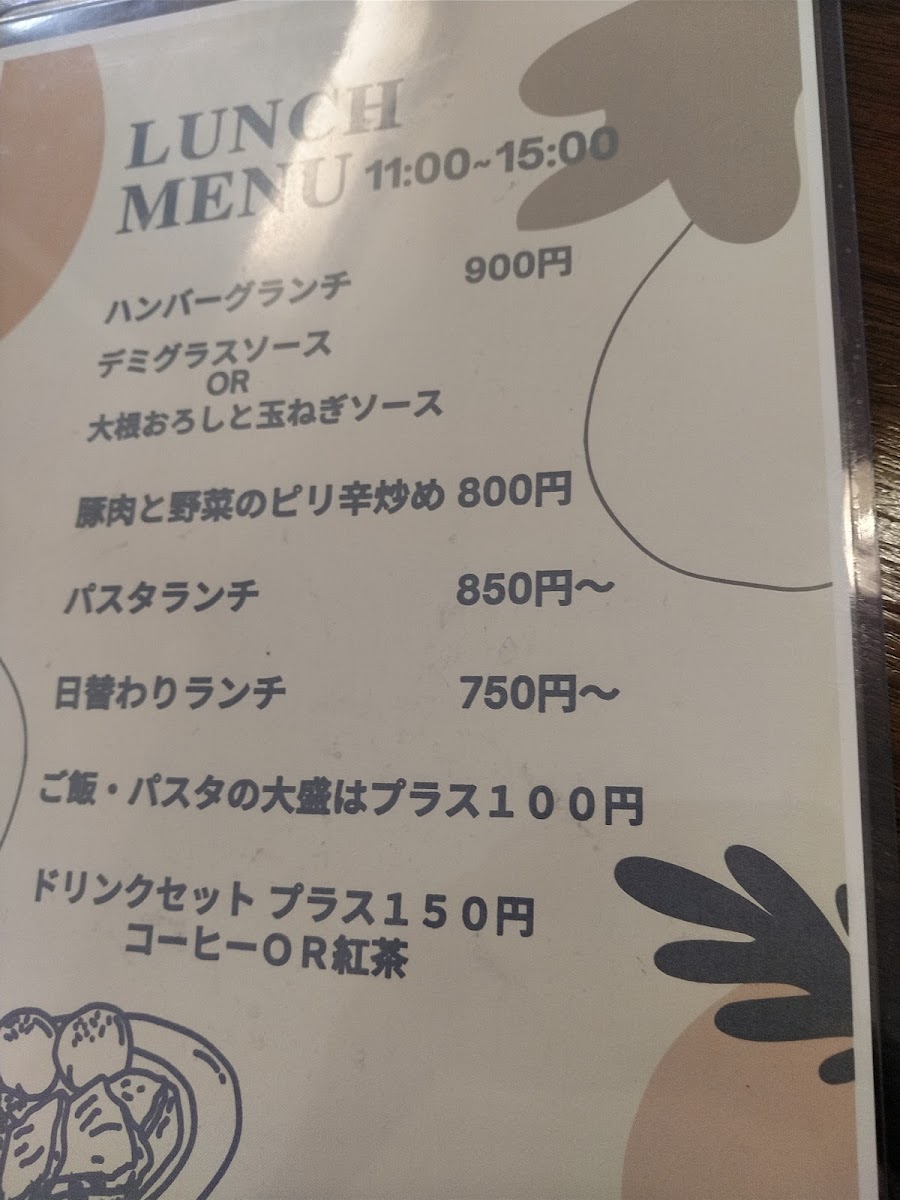 LUNCH
MENU 11:00~15:00
ハンバーグランチ 900円
デミグラスソース
OR
大根おろしと玉ねぎソース
豚肉と野菜のピリ辛炒め 800円
パスタランチ 850円～
日替わりランチ 750円～
ご飯・パスタの大盛はプラス１００円
ドリンクセット プラス１５０円
コーヒーＯＲ紅茶